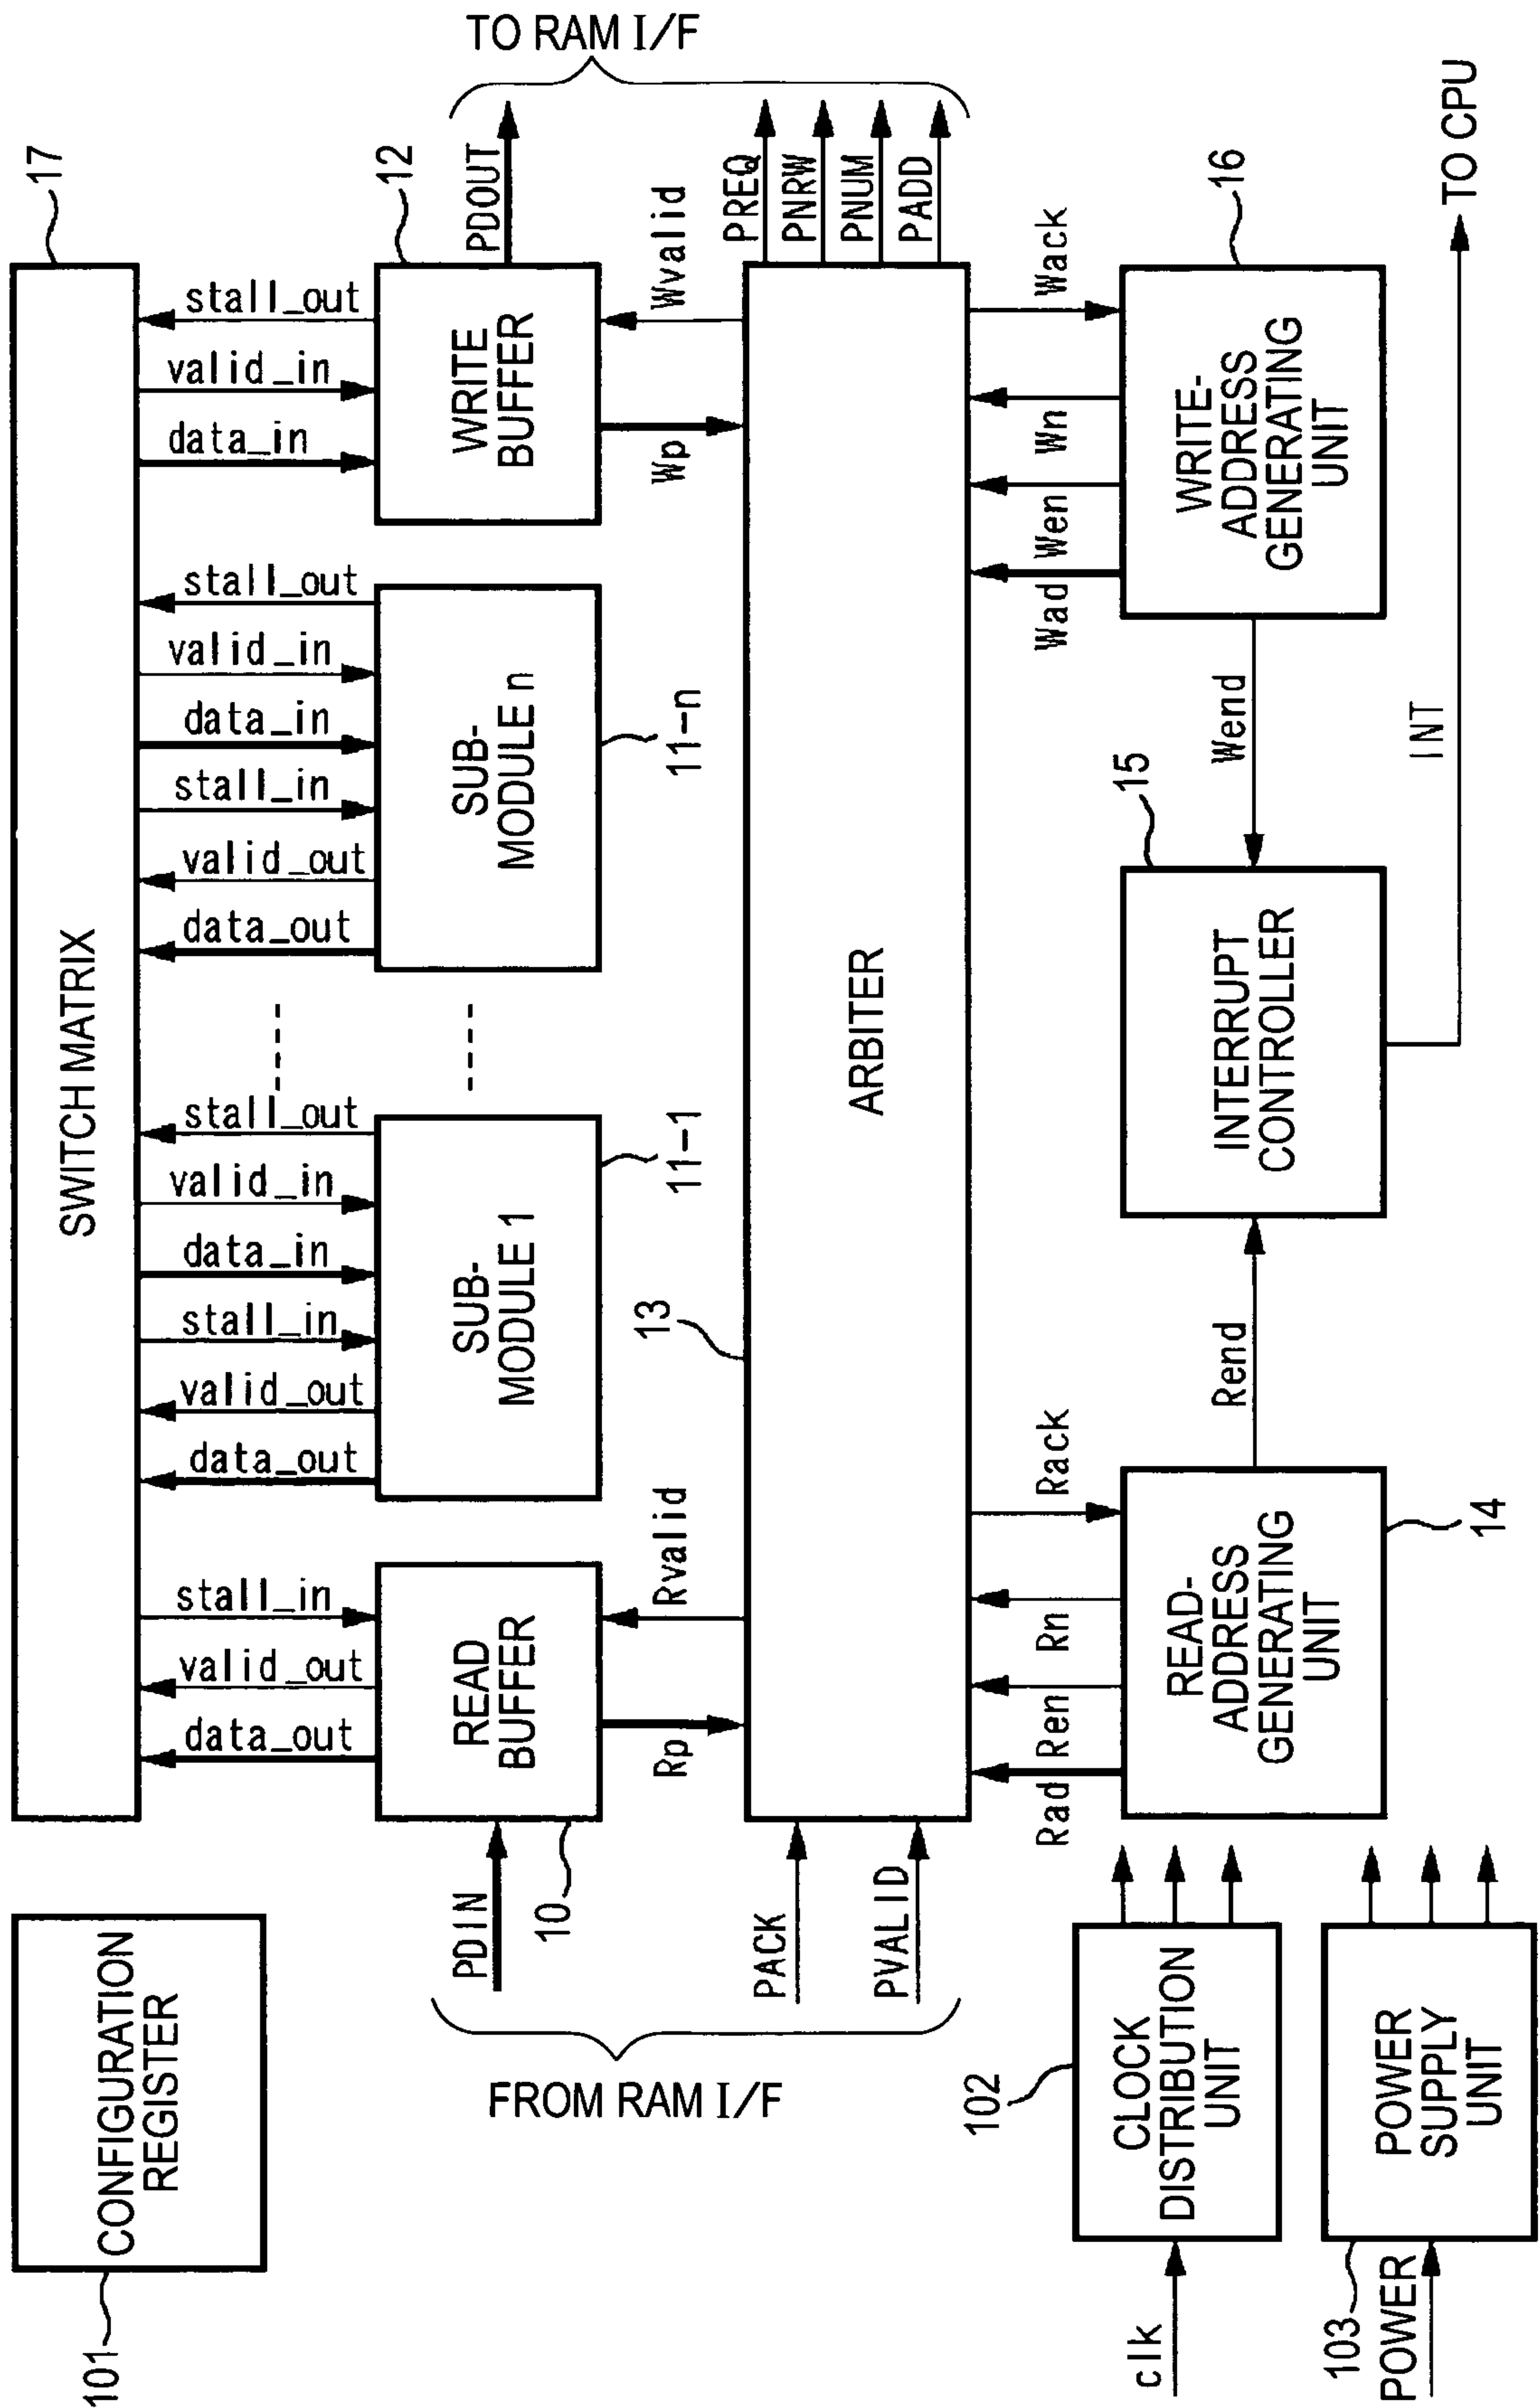 101
CONFIGURATION
REGISTER
SWITCH MATRIX
17
data_out
valid_out
stall_in
data_out
valid_out
stall_in
data_in
valid_in
stall_out
data_out
valid_out
stall_in
data_in
valid_in
stall_out
data_in
valid_in
stall_out
PDIN
10
READ
BUFFER
SUB-
MODULE 1
11-1
SUB-
MODULE n
11-n
WRITE
BUFFER
12
PDOUT
TO RAM I/F
Rp
Rvalid
Wp
Wvalid
FROM RAM I/F
PACK
PVALID
13
ARBITER
PREQ
PNRW
PNUM
PADD
Rad
Ren
Rn
Rack
Wad
Wen
Wn
Wack
clk
102
CLOCK
DISTRIBUTION
UNIT
READ-
ADDRESS
GENERATING
UNIT
14
Rend
INTERRUPT
CONTROLLER
15
Wend
WRITE-
ADDRESS
GENERATING
UNIT
16
103
POWER
POWER
SUPPLY
UNIT
INT
TO CPU